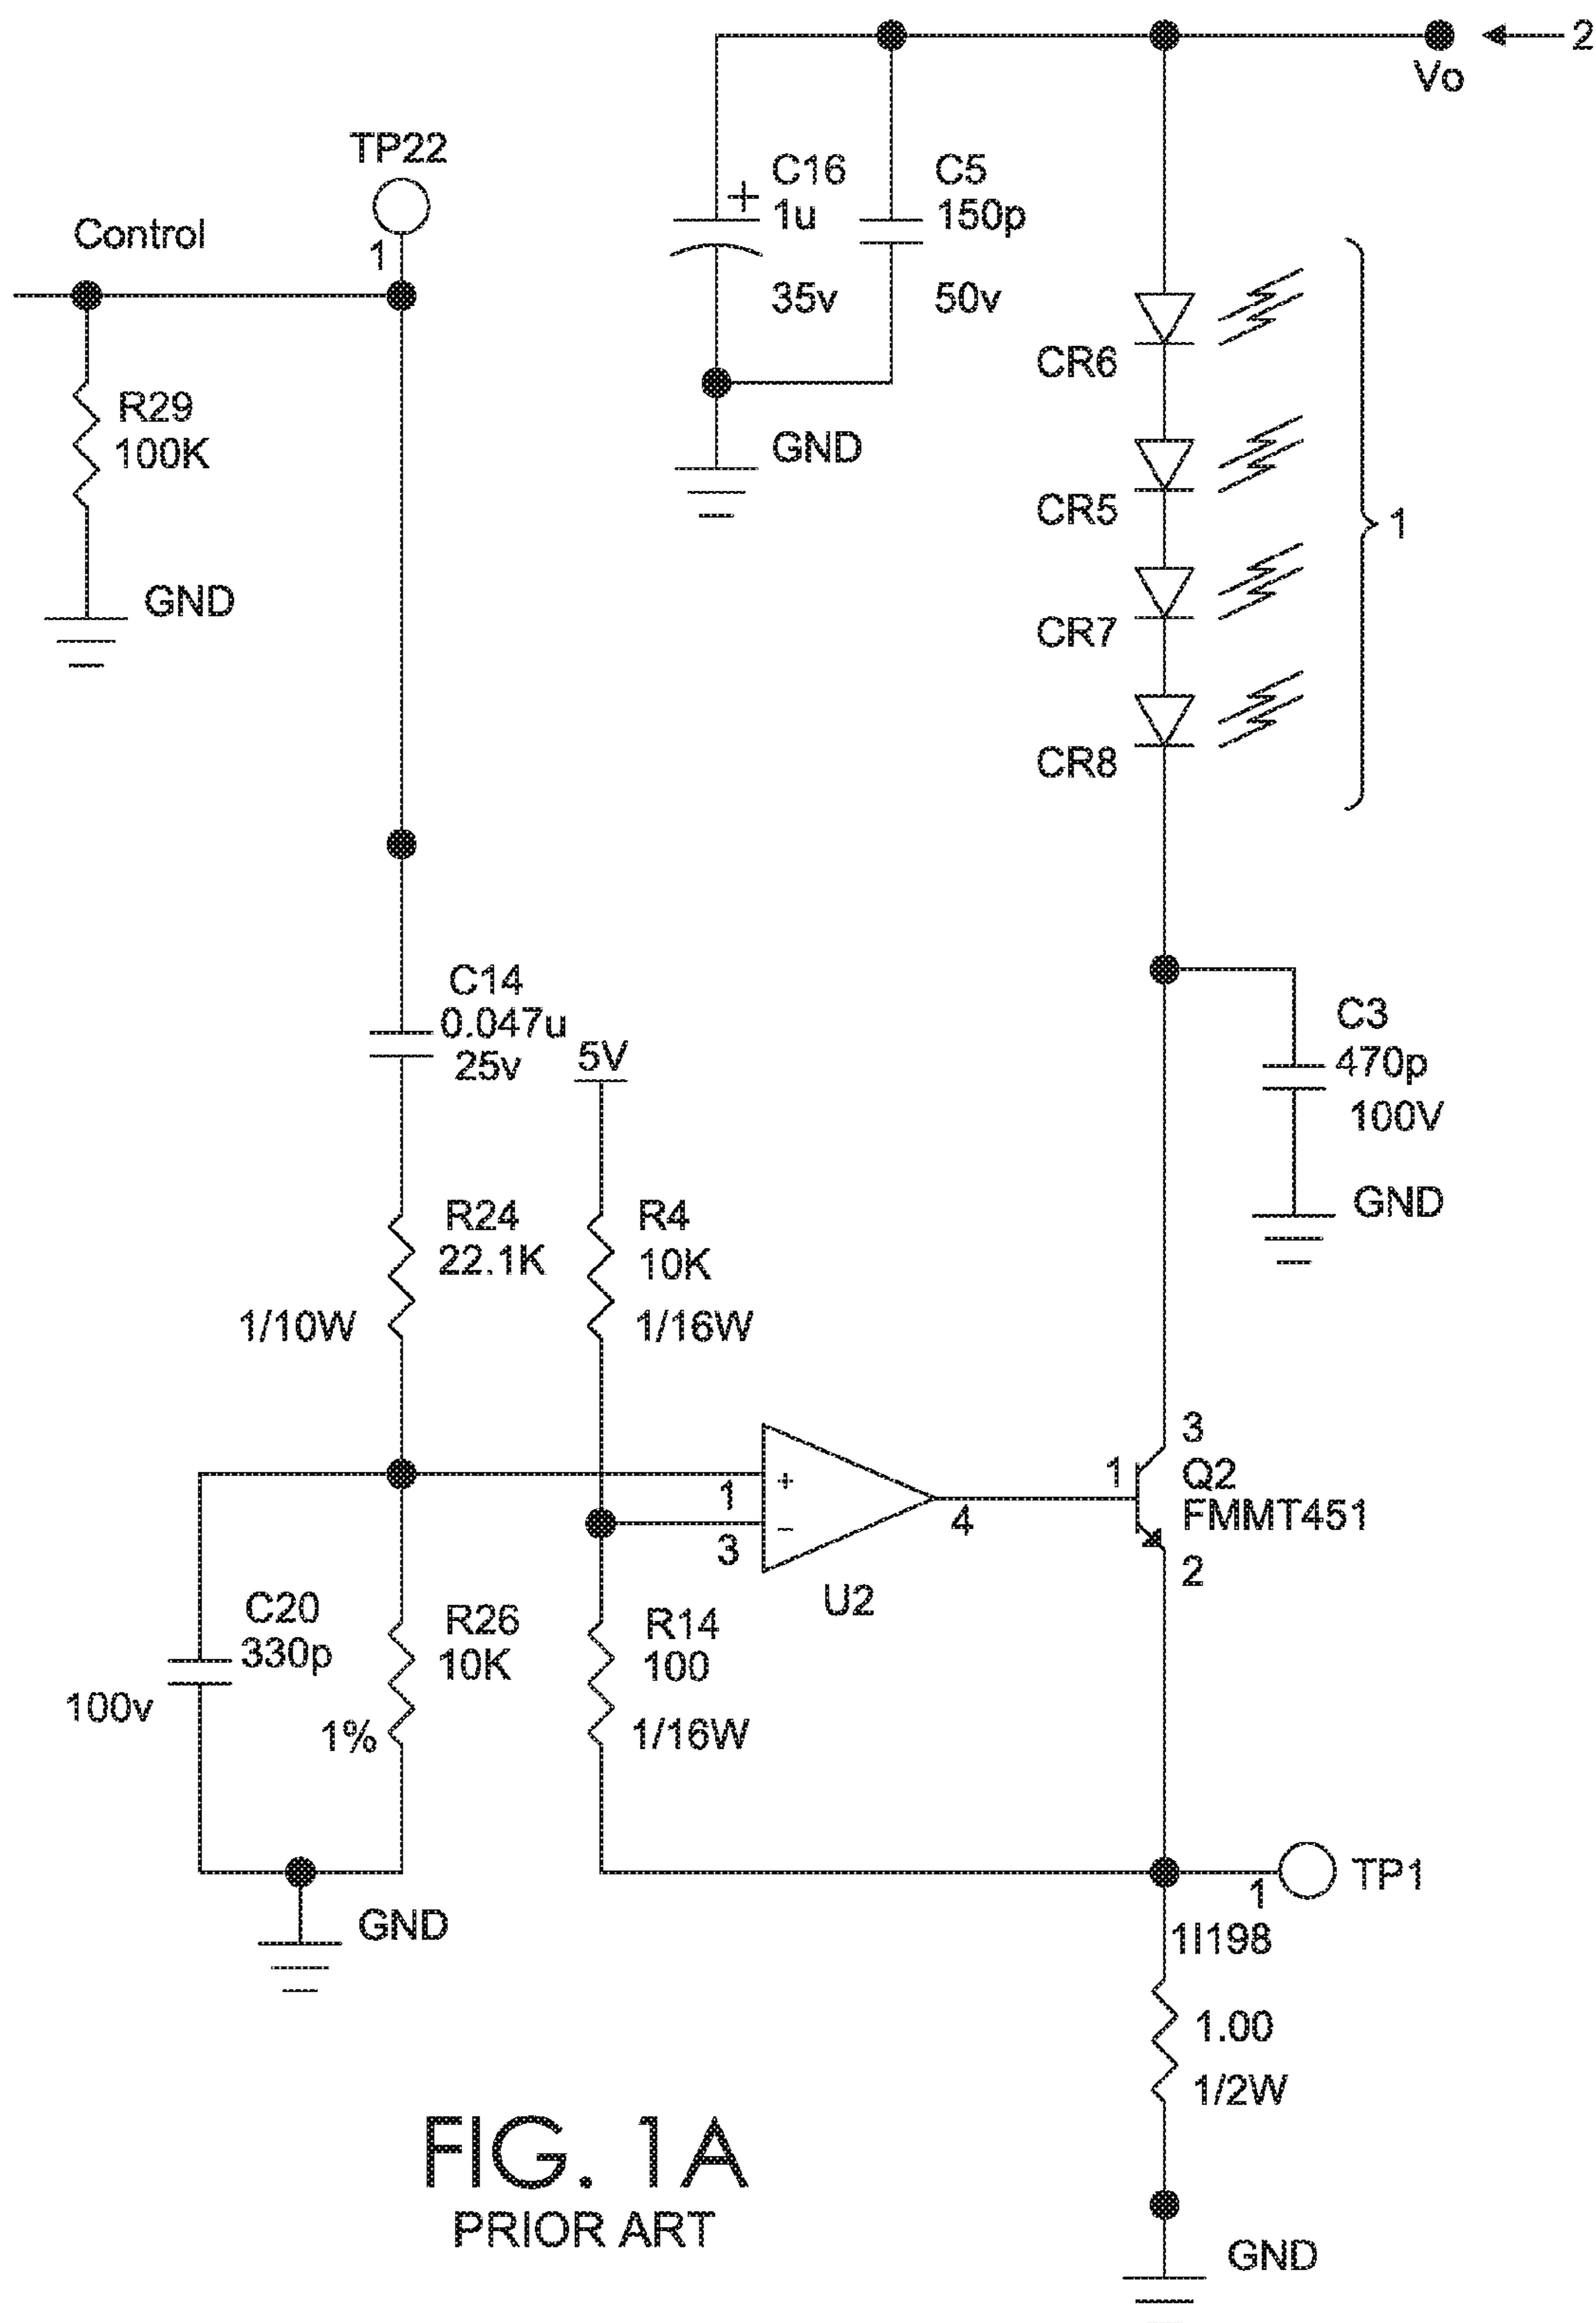 2
Vo
TP22
1
Control
C16
1u
35v
+
C5
150p
50v
GND
R29
100K
GND
CR6
CR5
CR7
CR8
1
C14
0.047u
25v
5V
C3
470p
100V
GND
R24
22.1K
1/10W
R4
10K
1/16W
+
1
−
3
4
U2
1
3
Q2
FMMT451
2
C20
330p
100v
R26
10K
1%
R14
100
1/16W
GND
1
TP1
1I198
1.00
1/2W
GND
FIG. 1A
PRIOR ART